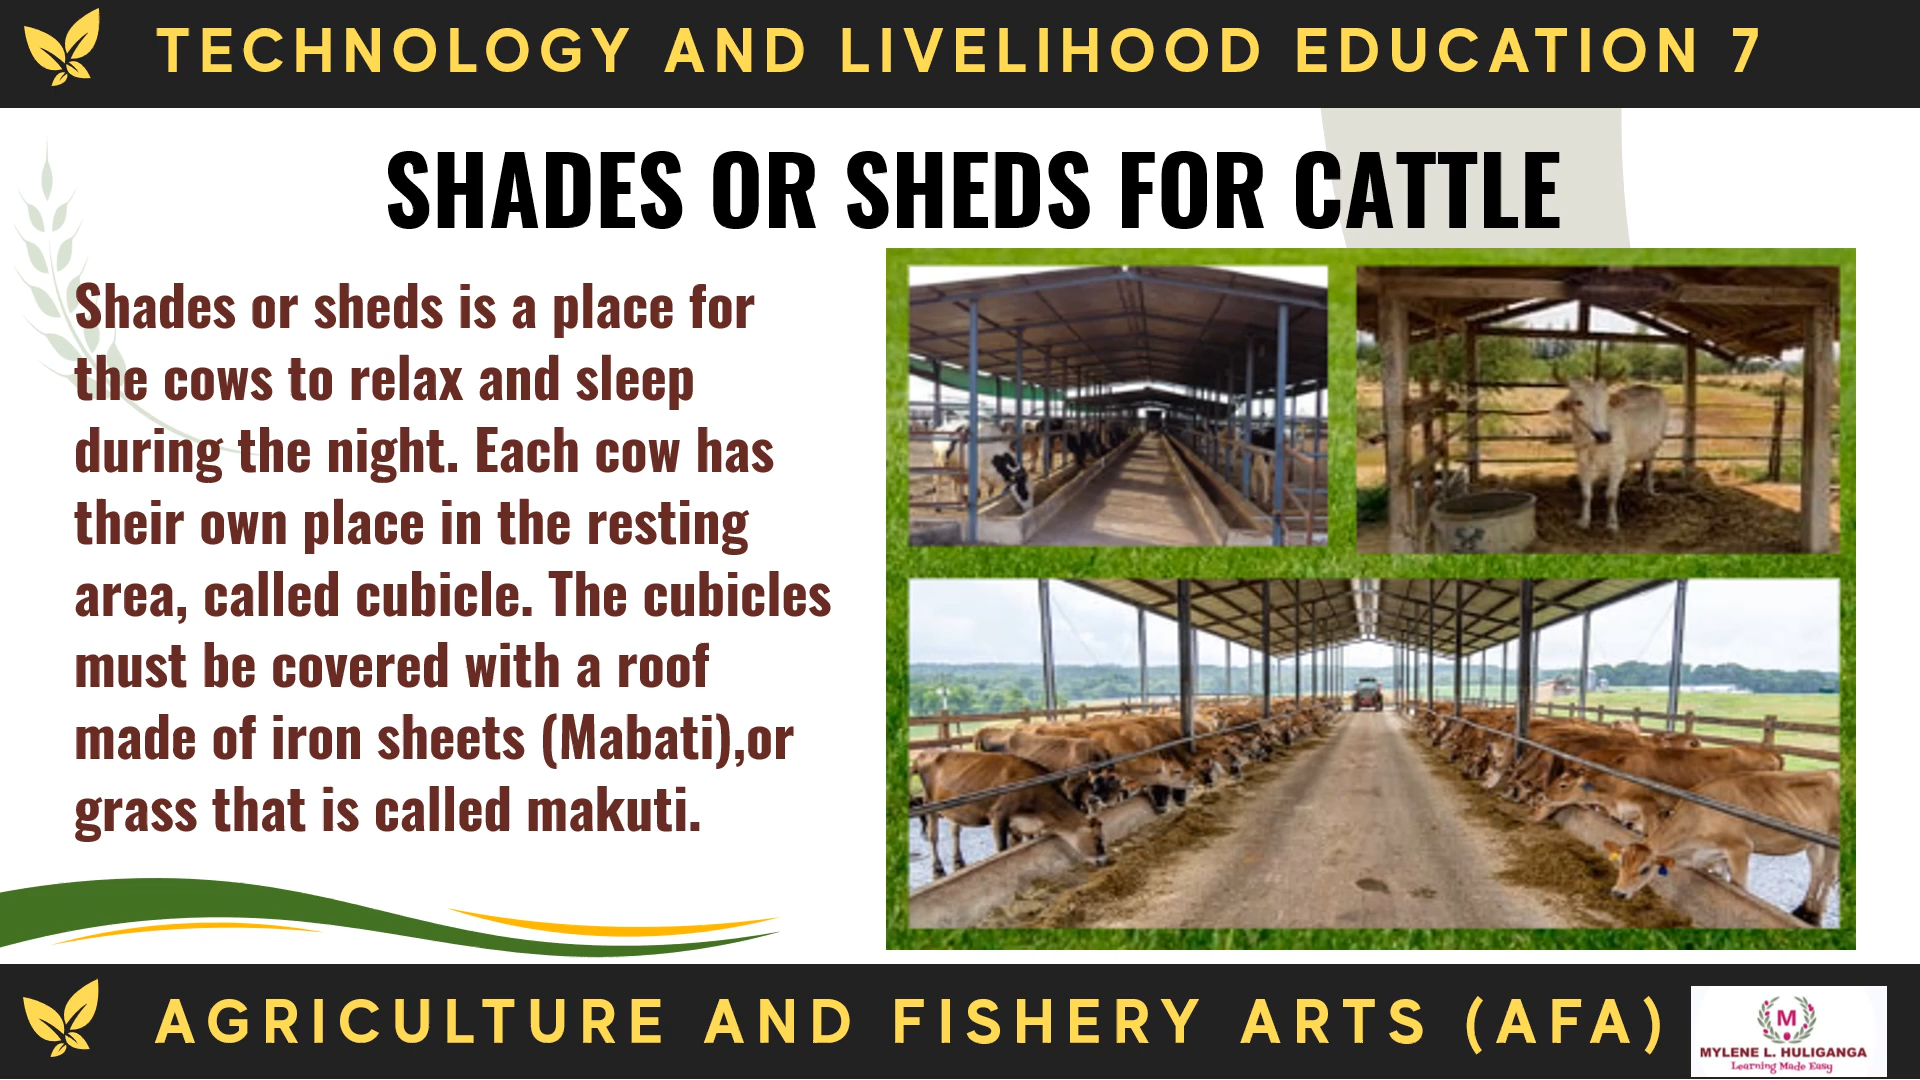 TECHNOLOGY AND LIVELIHOOD EDUCATION 7
SHADES OR SHEDS FOR CATTLE
Shades or sheds is a place for
the cows to relax and sleep
during the night. Each cow has
their own place in the resting
area, called cubicle. The cubicles
must be covered with a roof
made of iron sheets (Mabati),or
grass that is called makuti.
AGRICULTURE AND FISHERY ARTS (AFA)
M
MYLENE L. HULIGANGA
Learning Made Easy